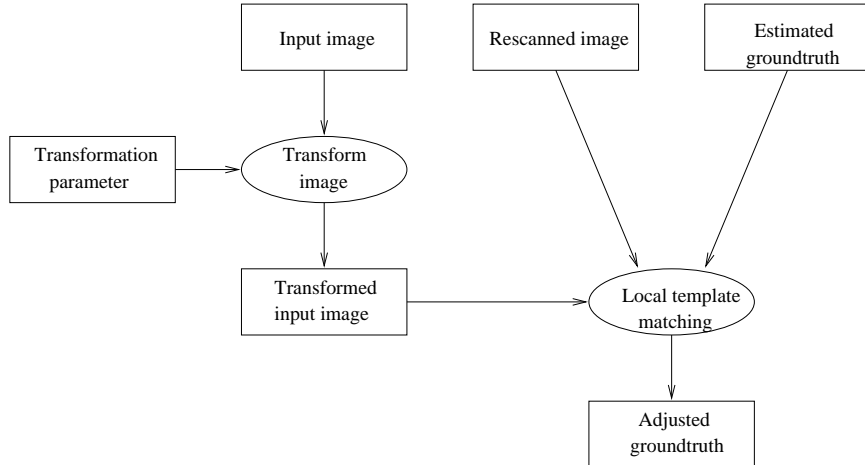 Input image
Rescanned image
Estimated
groundtruth
Transformation
parameter
Transform
image
Transformed
input image
Local template
matching
Adjusted
groundtruth